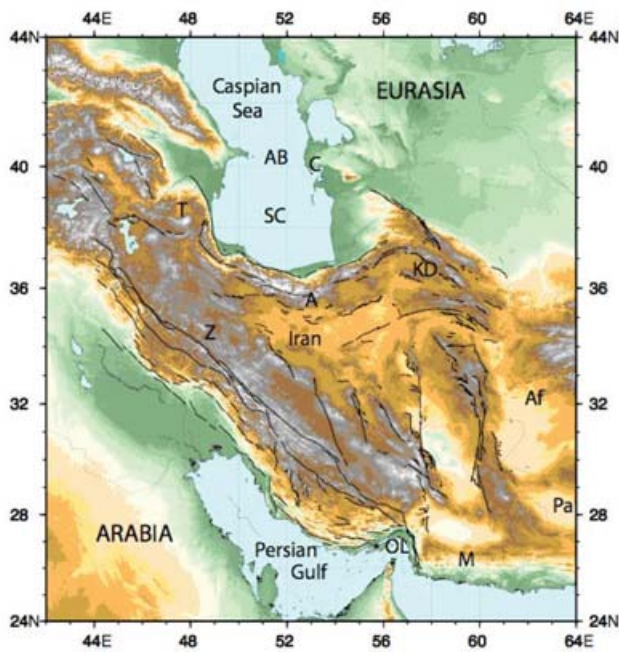 44E 48 52 56 60 64E
44N 44N
Caspian
Sea
EURASIA
AB
C
40 40
T
SC
KD
36 36
A
Z
Iran
Af
32 32
Pa
28 28
ARABIA
Persian
Gulf
OL
M
24N 24N
44E 48 52 56 60 64E